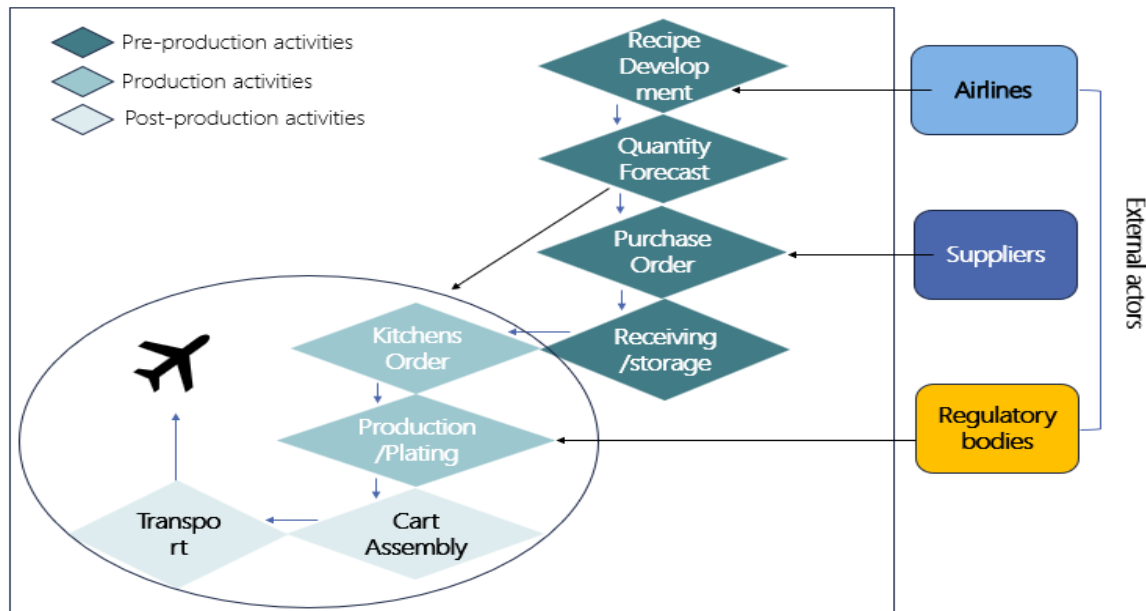 Pre-production activities
Production activities
Post-production activities
Recipe
Develop
ment
Quantity
Forecast
Purchase
Order
Receiving
/storage
Kitchens
Order
Production
/Plating
Cart
Assembly
Transpo
rt
Airlines
Suppliers
Regulatory
bodies
External actors